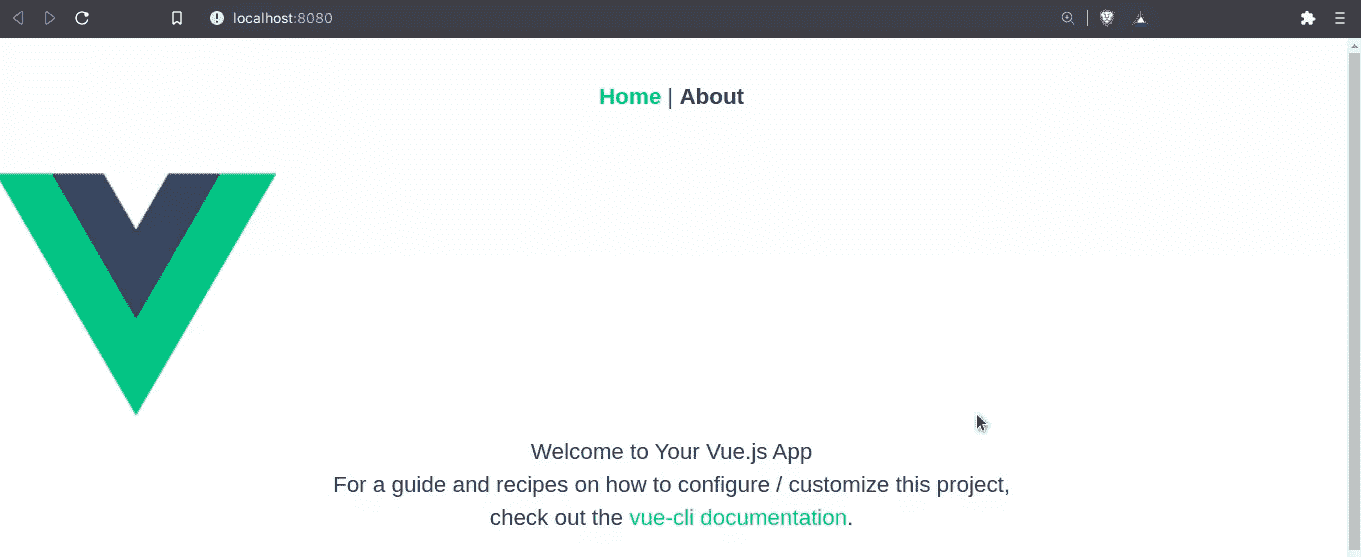 localhost:8080
Home | About
Welcome to Your Vue.js App
For a guide and recipes on how to configure / customize this project,
check out the vue-cli documentation.